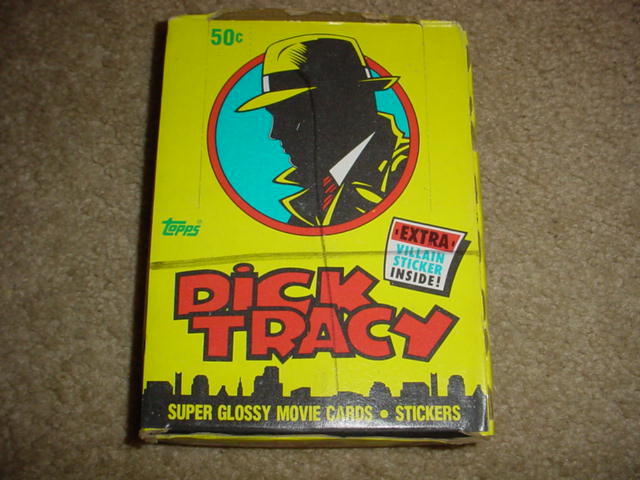 50¢
topps®
EXTRA
VILLAIN
STICKER
INSIDE!
DiCK
TRACY
SUPER GLOSSY MOVIE CARDS • STICKERS